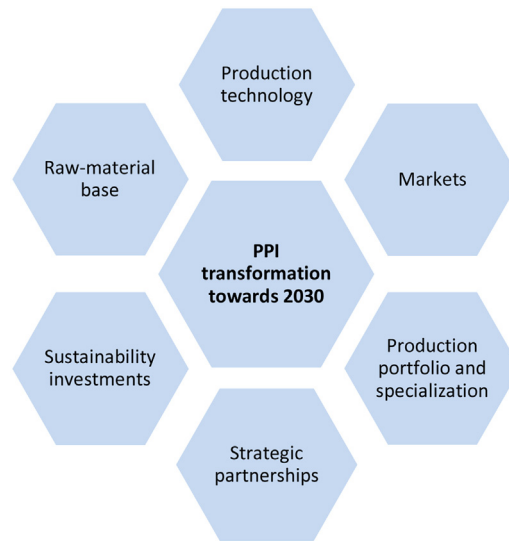 Production
technology
Raw-material
base
Markets
PPI
transformation
towards 2030
Sustainability
investments
Production
portfolio and
specialization
Strategic
partnerships